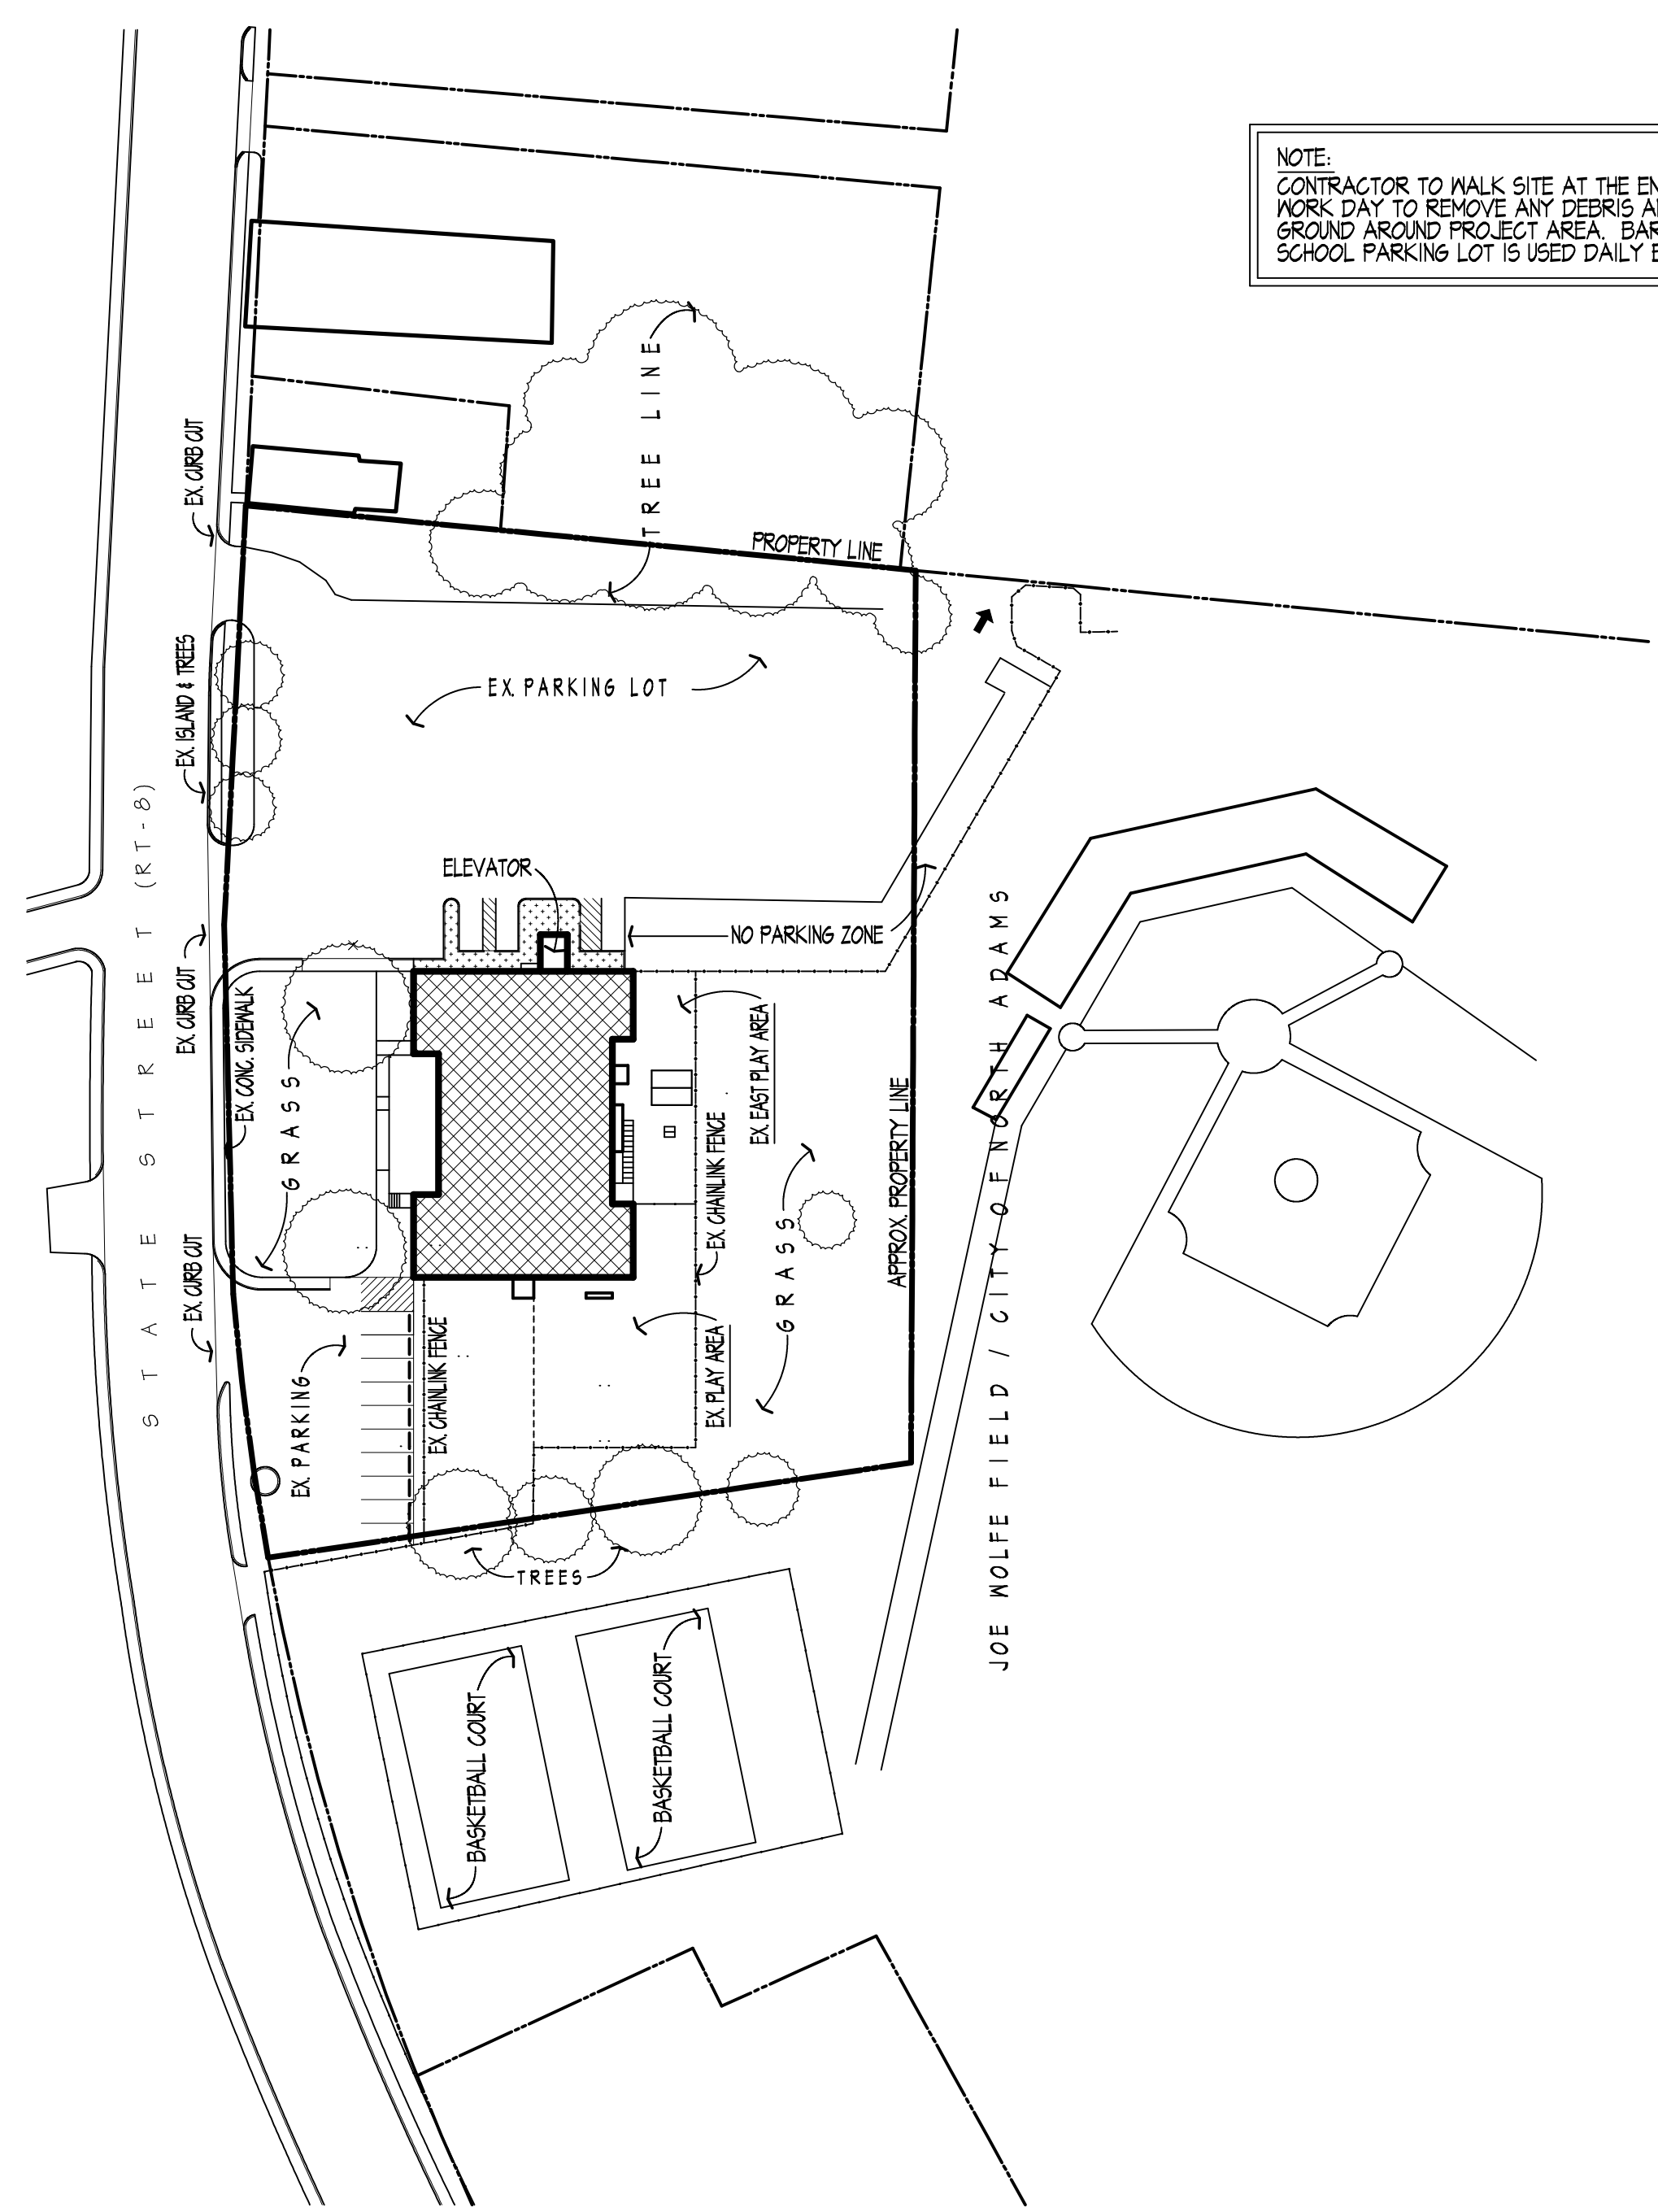 NOTE:
CONTRACTOR TO WALK SITE AT THE
WORK DAY TO REMOVE ANY DEBRIS
GROUND AROUND PROJECT AREA.
SCHOOL PARKING LOT IS USED DAILY
EX. CURB CUT
TREE LINE
PROPERTY LINE
EX. ISLAND & TREES
EX. PARKING LOT
STATE STREET (RT-8)
ELEVATOR
NO PARKING ZONE
EX. CURB CUT
EX. CONC. SIDEWALK
GRASS
EX. EAST PLAY AREA
EX. CHAINLINK FENCE
GRASS
APPROX. PROPERTY LINE
JOE WOLFE FIELD / CITY OF NORTH ADAMS
EX. CURB CUT
EX. PARKING
EX. CHAINLINK FENCE
EX. PLAY AREA
TREES
BASKETBALL COURT
BASKETBALL COURT